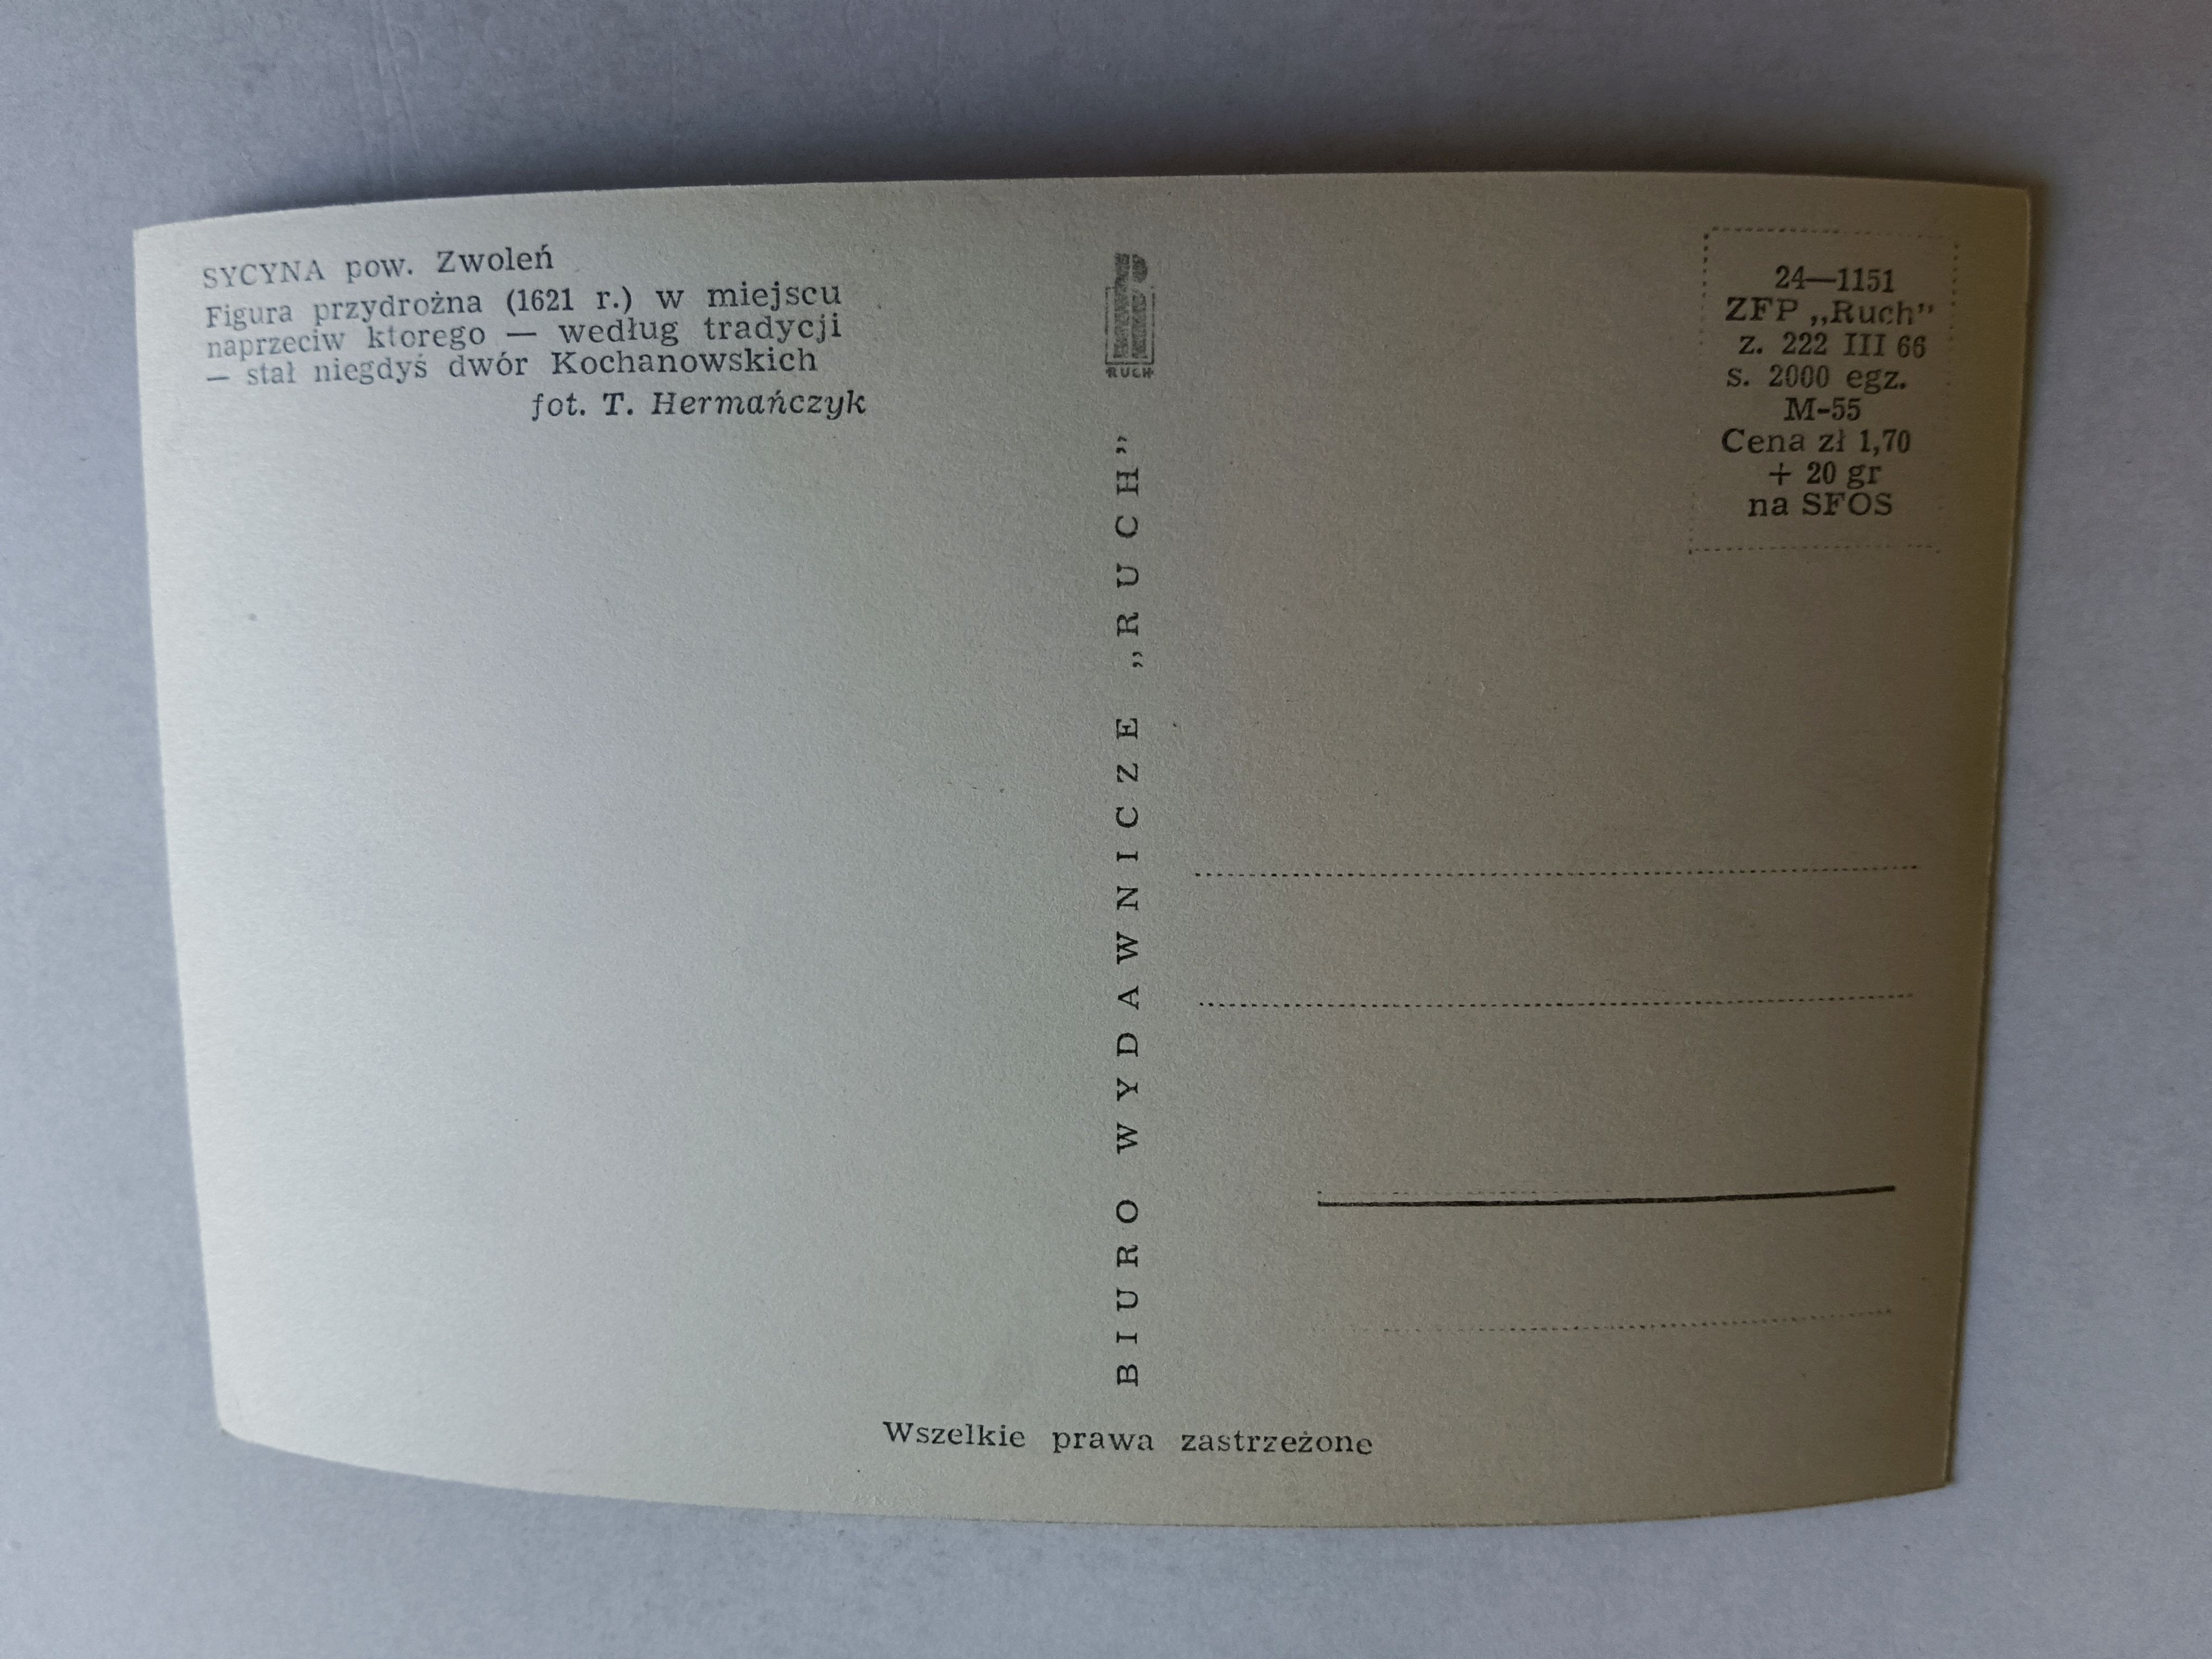 SYCYNA pow. Zwoleń
Figura przydrożna (1621 r.) w miejscu
naprzeciw ktorego — według tradycji
— stał niegdyś dwór Kochanowskich
fot. T. Hermańczyk
RUCH
BIURO WYDAWNICZE „RUCH”
24—1151
ZFP „Ruch”
z. 222 III 66
s. 2000 egz.
M-55
Cena zł 1,70
+ 20 gr
na SFOS
Wszelkie prawa zastrzeżone